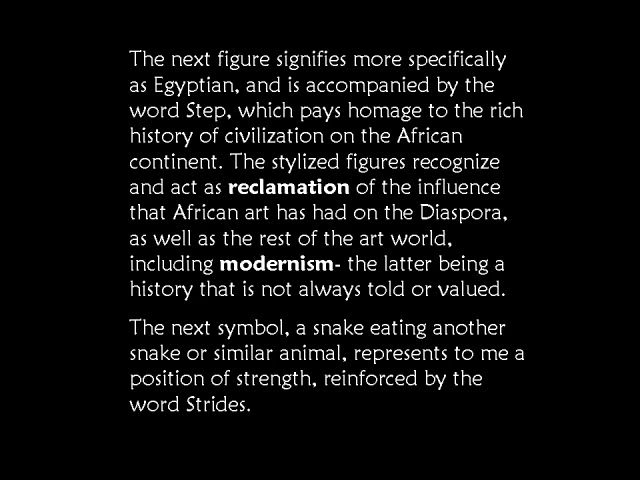 The next figure signifies more specifically
as Egyptian, and is accompanied by the
word Step, which pays homage to the rich
history of civilization on the African
continent. The stylized figures recognize
and act as reclamation of the influence
that African art has had on the Diaspora,
as well as the rest of the art world,
including modernism- the latter being a
history that is not always told or valued.
The next symbol, a snake eating another
snake or similar animal, represents to me a
position of strength, reinforced by the
word Strides.